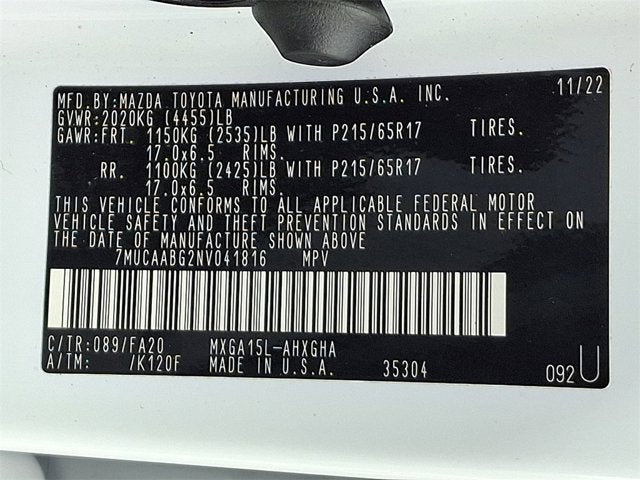 MFD.BY:MAZDA TOYOTA MANUFACTURING U.S.A. INC. 11/22
GVWR:2020KG (4455)LB
GAWR:FRT. 1150KG (2535)LB WITH P215/65R17 TIRES.
17.0x6.5 RIMS.
RR. 1100KG (2425)LB WITH P215/65R17 TIRES.
17.0x6.5 RIMS.
THIS VEHICLE CONFORMS TO ALL APPLICABLE FEDERAL MOTOR
VEHICLE SAFETY AND THEFT PREVENTION STANDARDS IN EFFECT ON
THE DATE OF MANUFACTURE SHOWN ABOVE
7MUCAABG2NV041816 MPV
C/TR:089/FA20 MXGA15L-AHXGHA
A/TM: /K120F MADE IN U.S.A. 35304 092 U